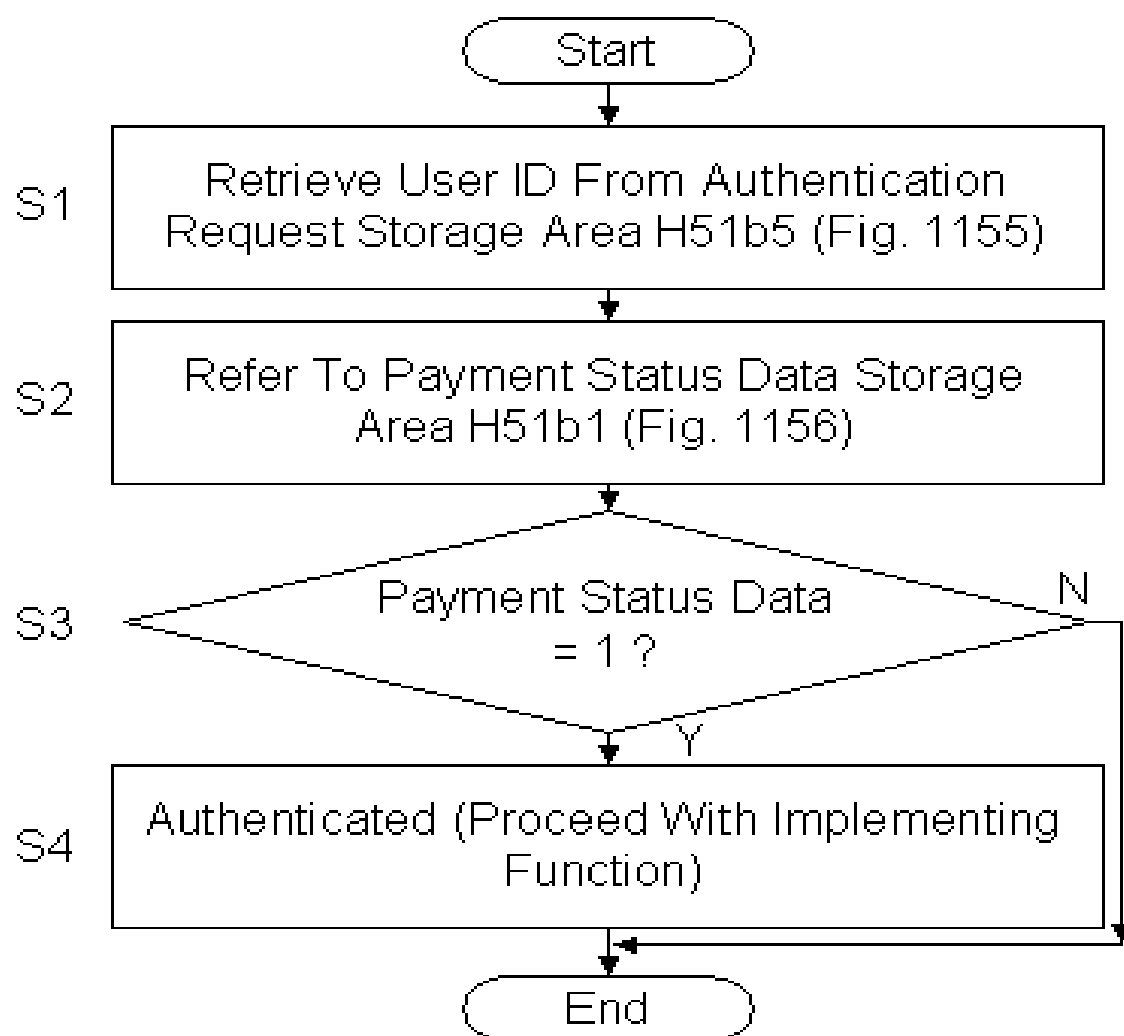 Start
S1
Retrieve User ID From Authentication
Request Storage Area H51b5 (Fig. 1155)
S2
Refer To Payment Status Data Storage
Area H51b1 (Fig. 1156)
S3
Payment Status Data
= 1 ?
N
Y
S4
Authenticated (Proceed With Implementing
Function)
End